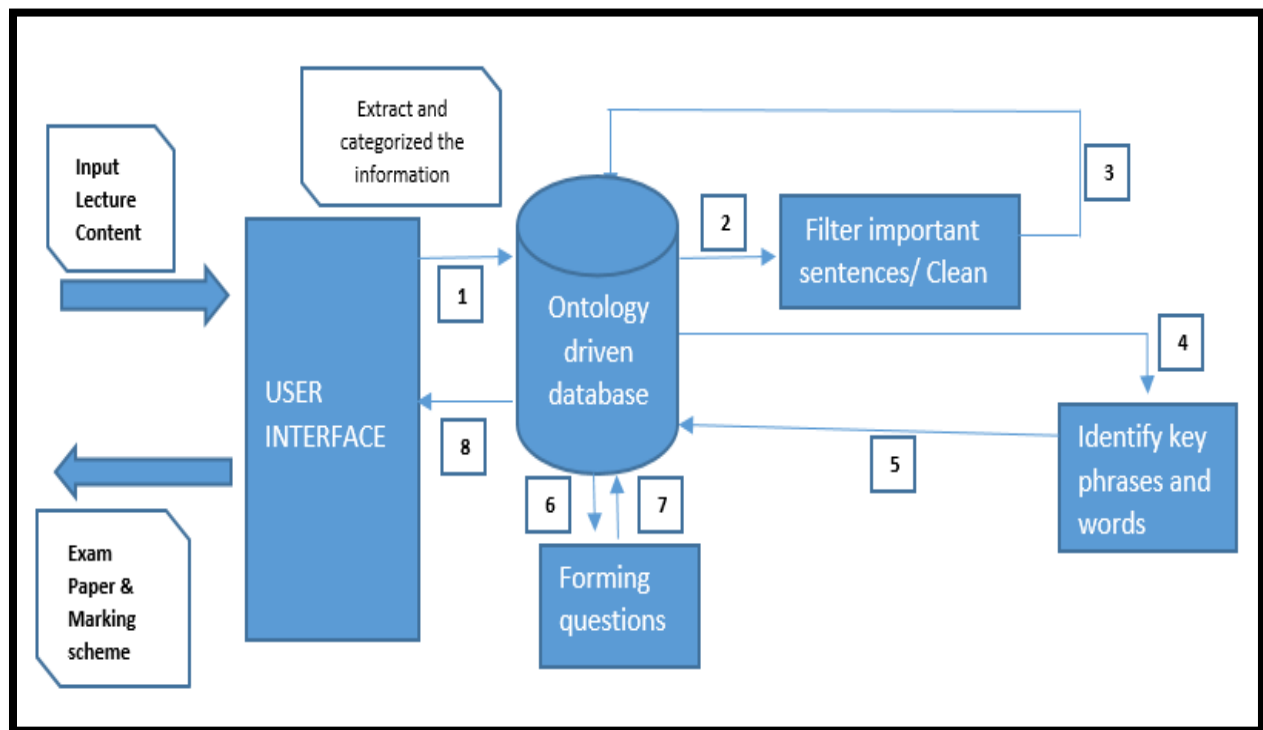 Extract and
categorized the
information
Input
Lecture
Content
3
2
Filter important
sentences/ Clean
1
Ontology
driven
database
4
USER
INTERFACE
8
5
Identify key
phrases and
words
6
7
Exam
Paper &
Marking
scheme
Forming
questions